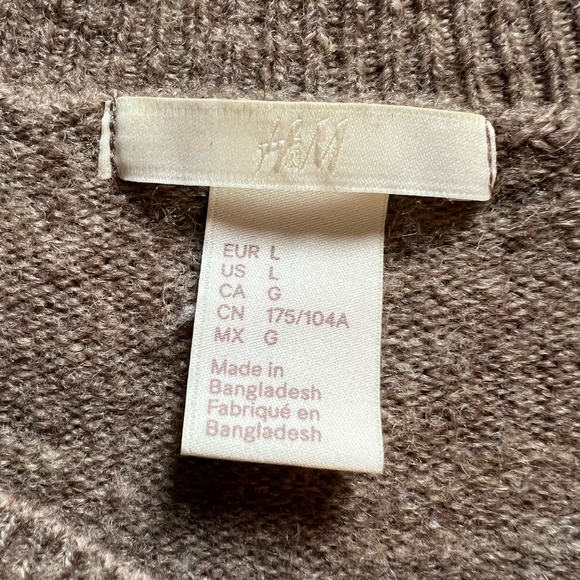 H&M
EUR L
US L
CA G
CN 175/104A
MX G
Made in
Bangladesh
Fabriqué en
Bangladesh